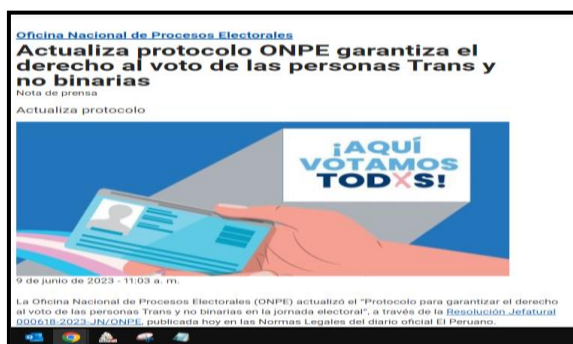 Oficina Nacional de Procesos Electorales
Actualiza protocolo ONPE garantiza el
derecho al voto de las personas Trans y
no binarias
Nota de prensa
Actualiza protocolo
¡AQUÍ
VOTAMOS
TODXS!
9 de junio de 2023 - 11:03 a. m.
La Oficina Nacional de Procesos Electorales (ONPE) actualizó el "Protocolo para garantizar el derecho
al voto de las personas Trans y no binarias en la jornada electoral", a través de la Resolución Jefatural
000618-2023-JN/ONPE, publicada hoy en las Normas Legales del diario oficial El Peruano.